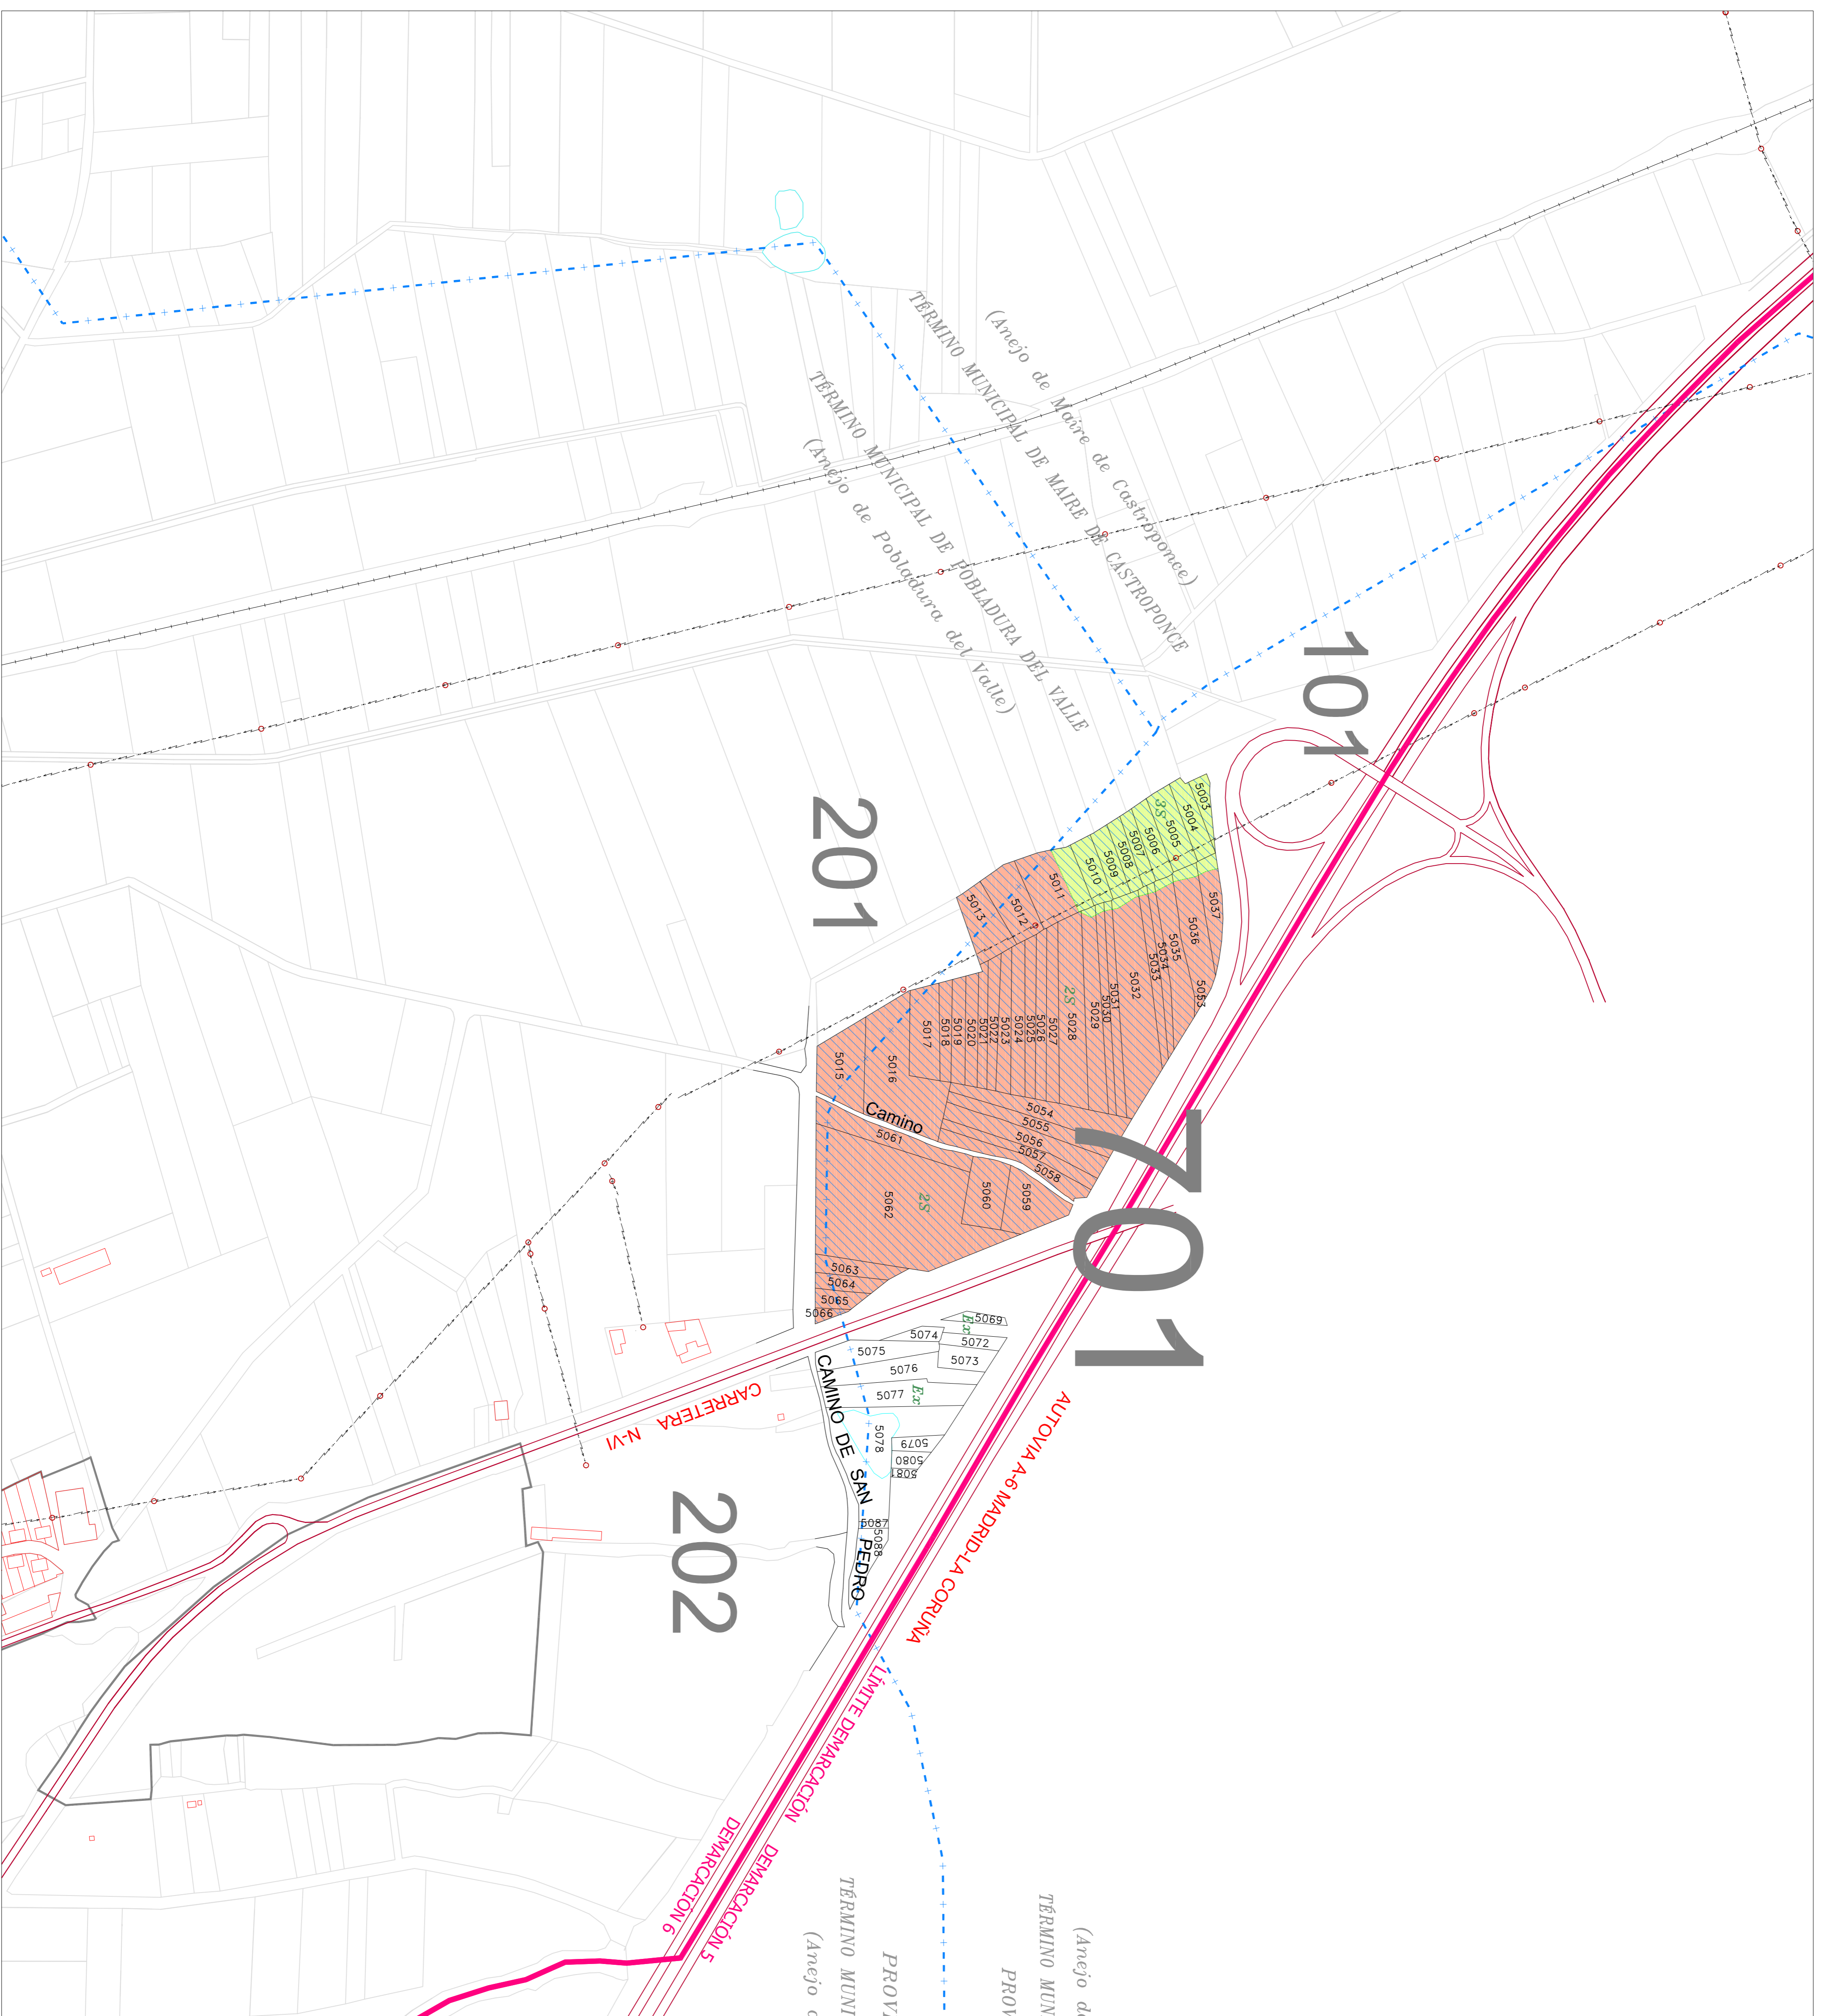 (Anejo de Maire de Castroponce)
TÉRMINO MUNICIPAL DE MAIRE DE CASTROPONCE
TÉRMINO MUNICIPAL DE POBLADURA DEL VALLE
(Anejo de Pobladura del Valle)
101
201
7101
202
3S
5003
5004
5005
5006
5007
5008
5009
5010
5011
5012
5013
5037
5036
5035
5034
5033
5032
5031
5030
5029
2S
5028
5027
5026
5025
5024
5023
5022
5021
5020
5019
5018
5017
5016
5015
5053
5054
5055
5056
5057
5058
Camino
5061
5059
5060
2S
5062
5063
5064
5065
5066
5069
Ex
5072
5073
5074
5075
5076
5077
Ex
5078
5079
5080
5081
5087
5088
CAMINO DE SAN PEDRO
CARRETERA N-VI
AUTOVIA A-6 MADRID-LA CORUÑA
LÍMITE DEMARCACIÓN
DEMARCACIÓN 6
DEMARCACIÓN 5
(Anejo de
TÉRMINO MUN
PROV
PROV
TÉRMINO MUNI
(Anejo